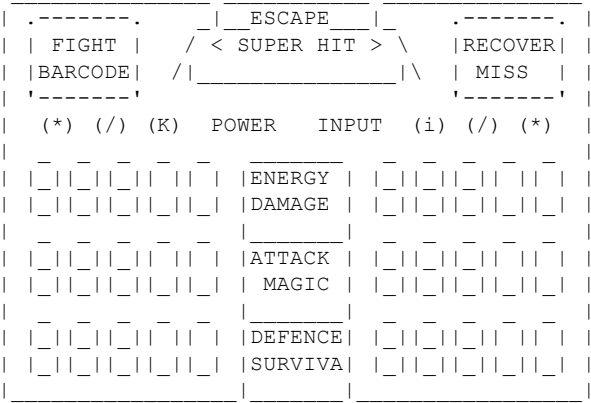 ESCAPE
FIGHT < SUPER HIT > RECOVER
BARCODE MISS
(*) (/) (K) POWER INPUT (i) (/) (*)
ENERGY
DAMAGE
ATTACK
MAGIC
DEFENCE
SURVIVA